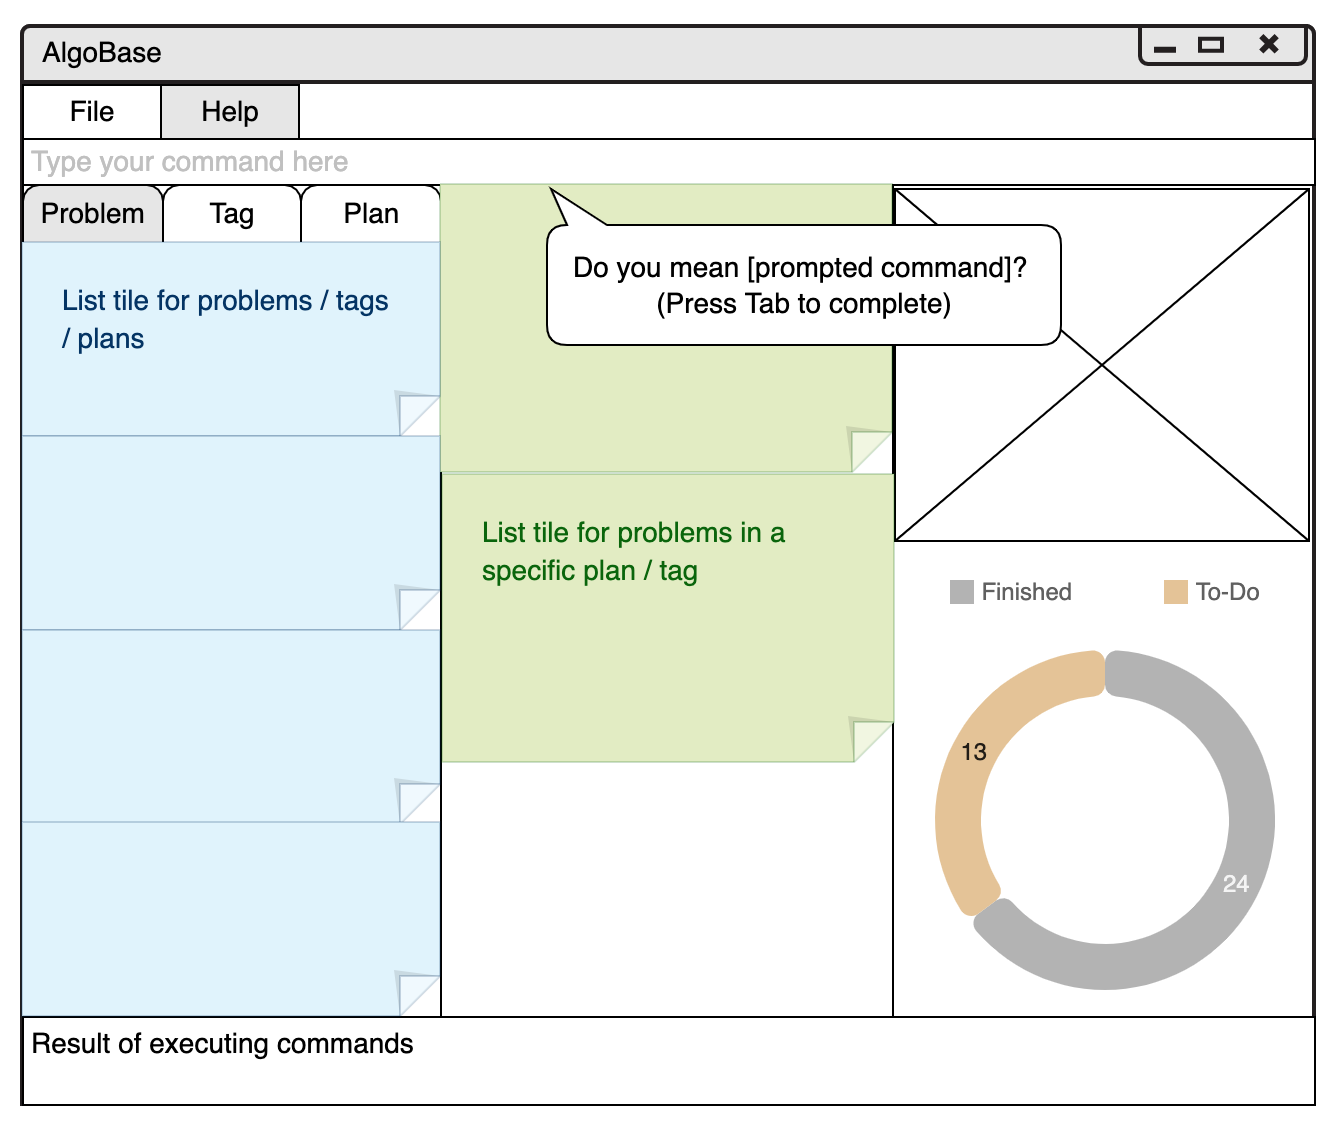 AlgoBase
File
Help
Type your command here
Problem
Tag
Plan
Do you mean [prompted command]?
(Press Tab to complete)
List tile for problems / tags
/ plans
List tile for problems in a
specific plan / tag
Finished
To-Do
13
24
Result of executing commands